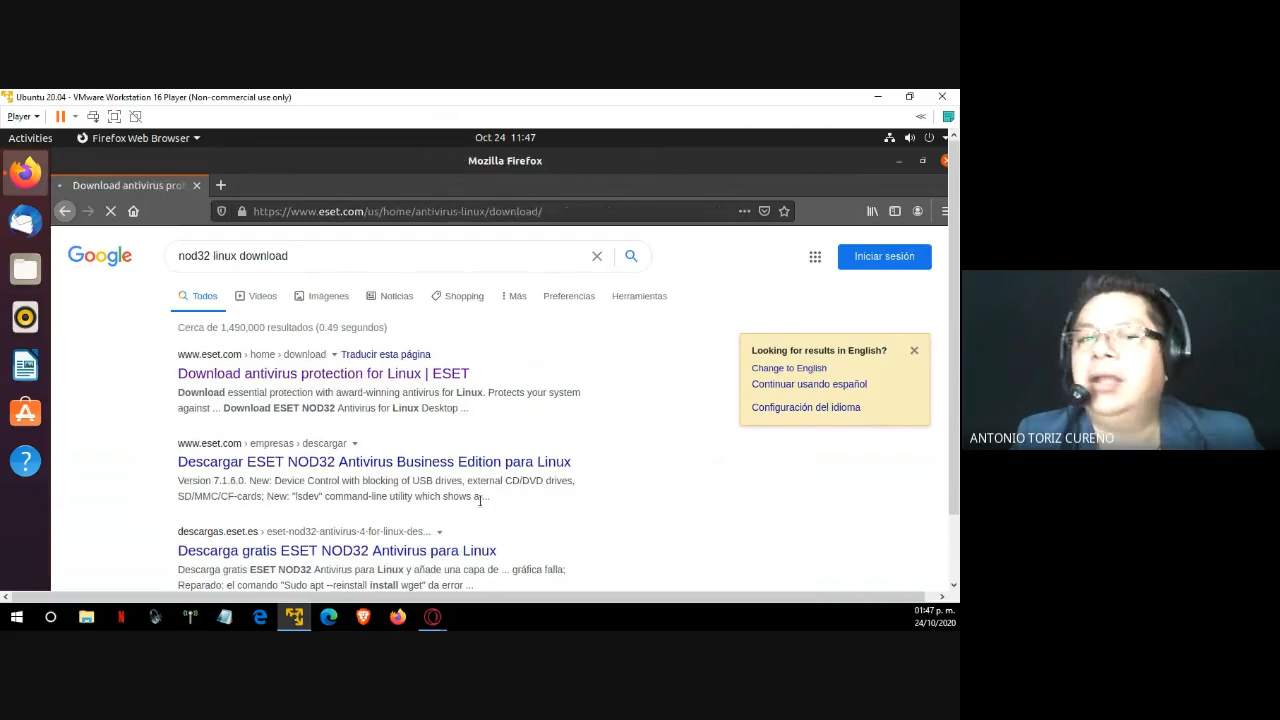 Ubuntu 20.04 - VMware Workstation 16 Player (Non-commercial use only)
Player
Activities
Firefox Web Browser
Oct 24 11:47
Mozilla Firefox
Download antivirus prot
https://www.eset.com/us/home/antivirus-linux/download/
Google
nod32 linux download
Iniciar sesión
Todos
Videos
Imágenes
Noticias
Shopping
Más
Preferencias
Herramientas
Cerca de 1,490,000 resultados (0.49 segundos)
www.eset.com › home › download
Traducir esta página
Download antivirus protection for Linux | ESET
Download essential protection with award-winning antivirus for Linux. Protects your system
against ... Download ESET NOD32 Antivirus for Linux Desktop ...
Looking for results in English?
Change to English
Continuar usando español
Configuración del idioma
www.eset.com › empresas › descargar
Descargar ESET NOD32 Antivirus Business Edition para Linux
Version 7.1.6.0. New: Device Control with blocking of USB drives, external CD/DVD drives,
SD/MMC/CF-cards; New: "lsdev" command-line utility which shows a...
descargas.eset.es › eset-nod32-antivirus-4-for-linux-des...
Descarga gratis ESET NOD32 Antivirus para Linux
Descarga gratis ESET NOD32 Antivirus para Linux y añade una capa de ... gráfica falla;
Reparado: el comando "Sudo apt --reinstall install wget" da error ...
ANTONIO TORIZ CUREÑO
01:47 p. m.
24/10/2020